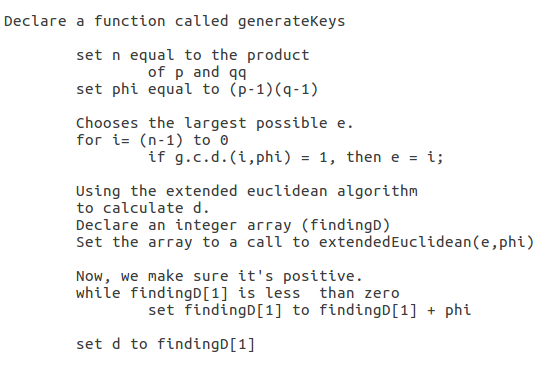 Declare a function called generateKeys
set n equal to the product
of p and qq
set phi equal to (p-1)(q-1)
Chooses the largest possible e.
for i= (n-1) to 0
if g.c.d.(i,phi) = 1, then e = i;
Using the extended euclidean algorithm
to calculate d.
Declare an integer array (findingD)
Set the array to a call to extendedEuclidean(e,phi)
Now, we make sure it's positive.
while findingD[1] is less  than zero
set findingD[1] to findingD[1] + phi
set d to findingD[1]